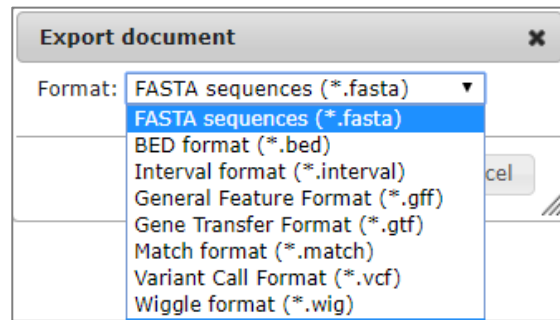 Export document
Format: FASTA sequences (*.fasta)
FASTA sequences (*.fasta)
BED format (*.bed)
Interval format (*.interval)
General Feature Format (*.gff)
Gene Transfer Format (*.gtf)
Match format (*.match)
Variant Call Format (*.vcf)
Wiggle format (*.wig)
cel